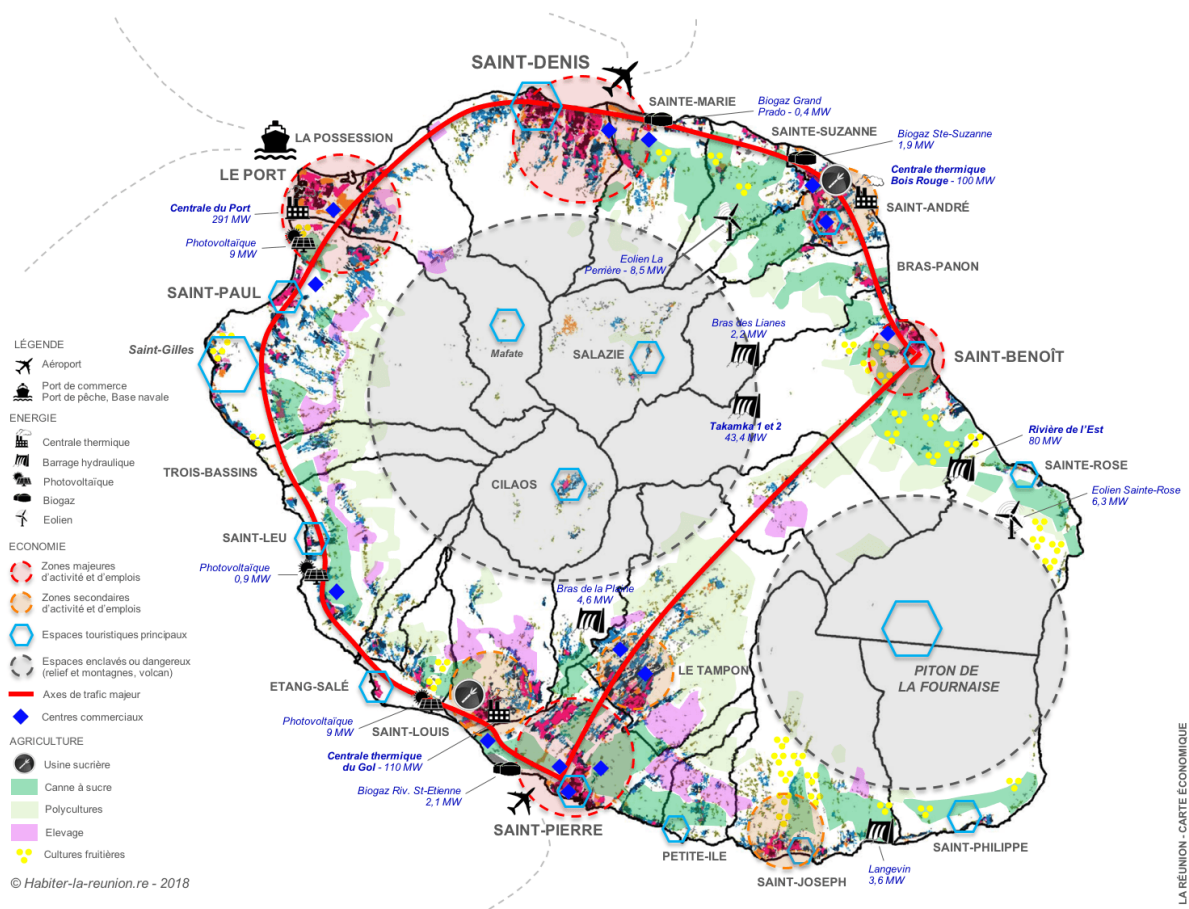 SAINT-DENIS
SAINTE-MARIE
Biogaz Grand
Prado - 0,4 MW
SAINTE-SUZANNE
Biogaz Ste-Suzanne
1,9 MW
LA POSSESSION
LE PORT
Centrale du Port
291 MW
Photovoltaïque
9 MW
Centrale thermique
Bois Rouge - 100 MW
SAINT-ANDRÉ
Eolien La
Perrière - 8,5 MW
BRAS-PANON
SAINT-PAUL
Saint-Gilles
Mafate
SALAZIE
Bras des Lianes
2,2 MW
SAINT-BENOÎT
Takamka 1 et 2
43,4 MW
Rivière de l'Est
80 MW
SAINTE-ROSE
Eolien Sainte-Rose
6,3 MW
TROIS-BASSINS
CILAOS
SAINT-LEU
Photovoltaïque
0,9 MW
Bras de la Plaine
4,6 MW
LE TAMPON
PITON DE
LA FOURNAISE
ETANG-SALÉ
Photovoltaïque
9 MW
SAINT-LOUIS
Centrale thermique
du Gol - 110 MW
Biogaz Riv. St-Etienne
2,1 MW
SAINT-PIERRE
PETITE-ILE
SAINT-JOSEPH
Langevin
3,6 MW
SAINT-PHILIPPE
LÉGENDE
Aéroport
Port de commerce
Port de pêche, Base navale
ENERGIE
Centrale thermique
Barrage hydraulique
Photovoltaïque
Biogaz
Eolien
ECONOMIE
Zones majeures
d'activité et d'emplois
Zones secondaires
d'activité et d'emplois
Espaces touristiques principaux
Espaces enclavés ou dangereux
(relief et montagnes, volcan)
Axes de trafic majeur
Centres commerciaux
AGRICULTURE
Usine sucrière
Canne à sucre
Polycultures
Elevage
Cultures fruitières
© Habiter-la-reunion.re - 2018
LA RÉUNION - CARTE ÉCONOMIQUE